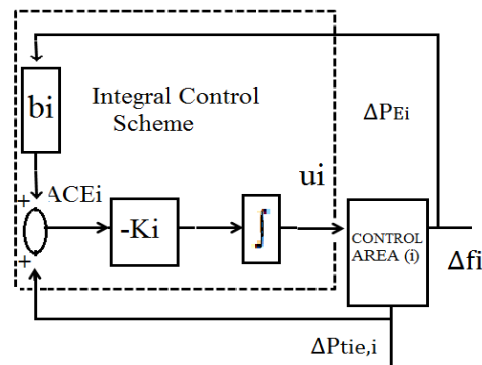 bi
Integral Control
Scheme
ΔPEi
ui
+
ACEi
-Ki
∫
CONTROL
AREA (i)
Δfi
+
ΔPtie,i